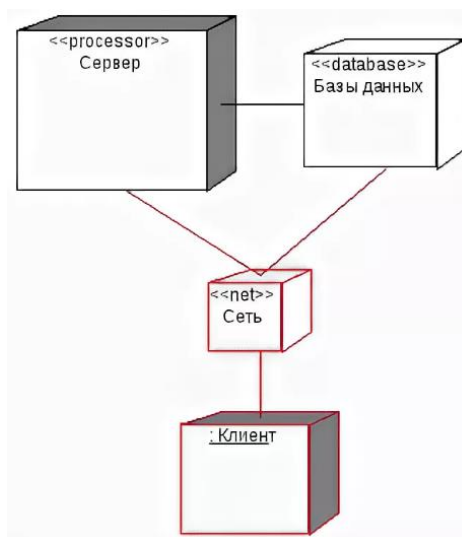 <<processor>>
Сервер
<<database>>
Базы данных
<<net>>
Сеть
: Клиент